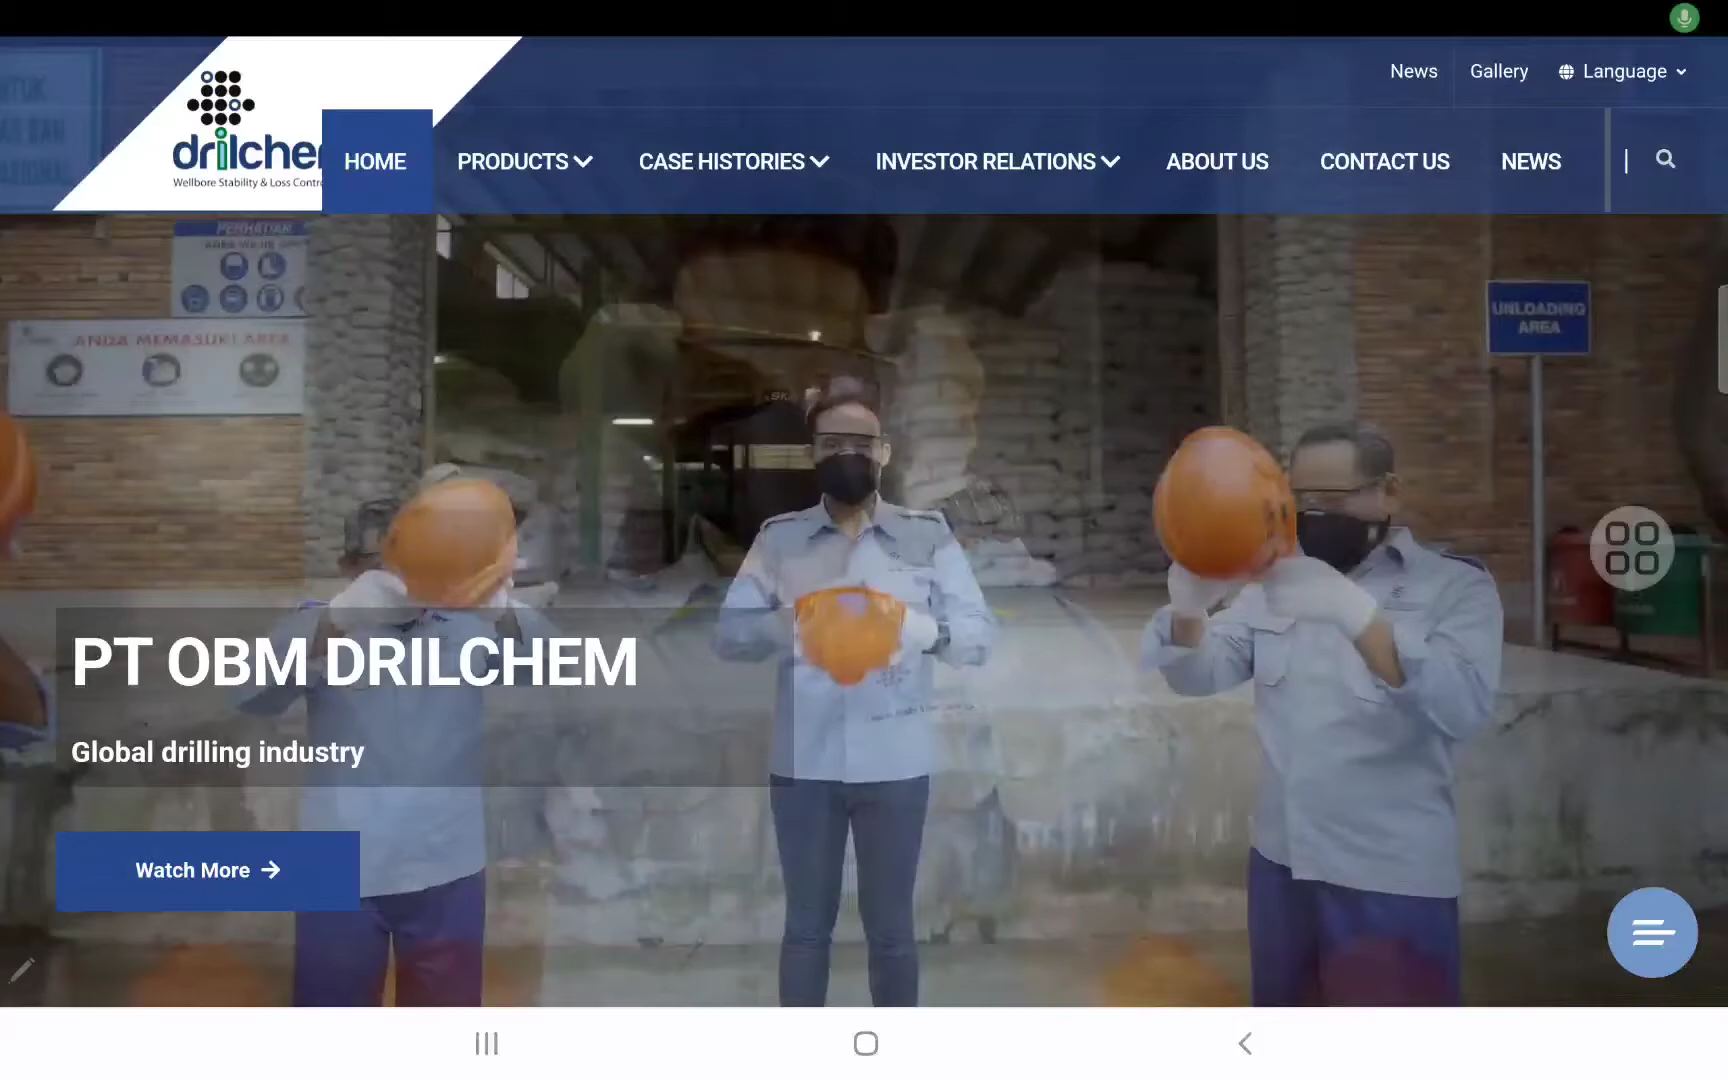 News Gallery Language
drilchem
Wellbore Stability & Loss Contro
HOME PRODUCTS CASE HISTORIES INVESTOR RELATIONS ABOUT US CONTACT US NEWS |
PERHATIAN
ANDA MEMASUKI AREA
UNLOADING
AREA
PT OBM DRILCHEM
Global drilling industry
Watch More